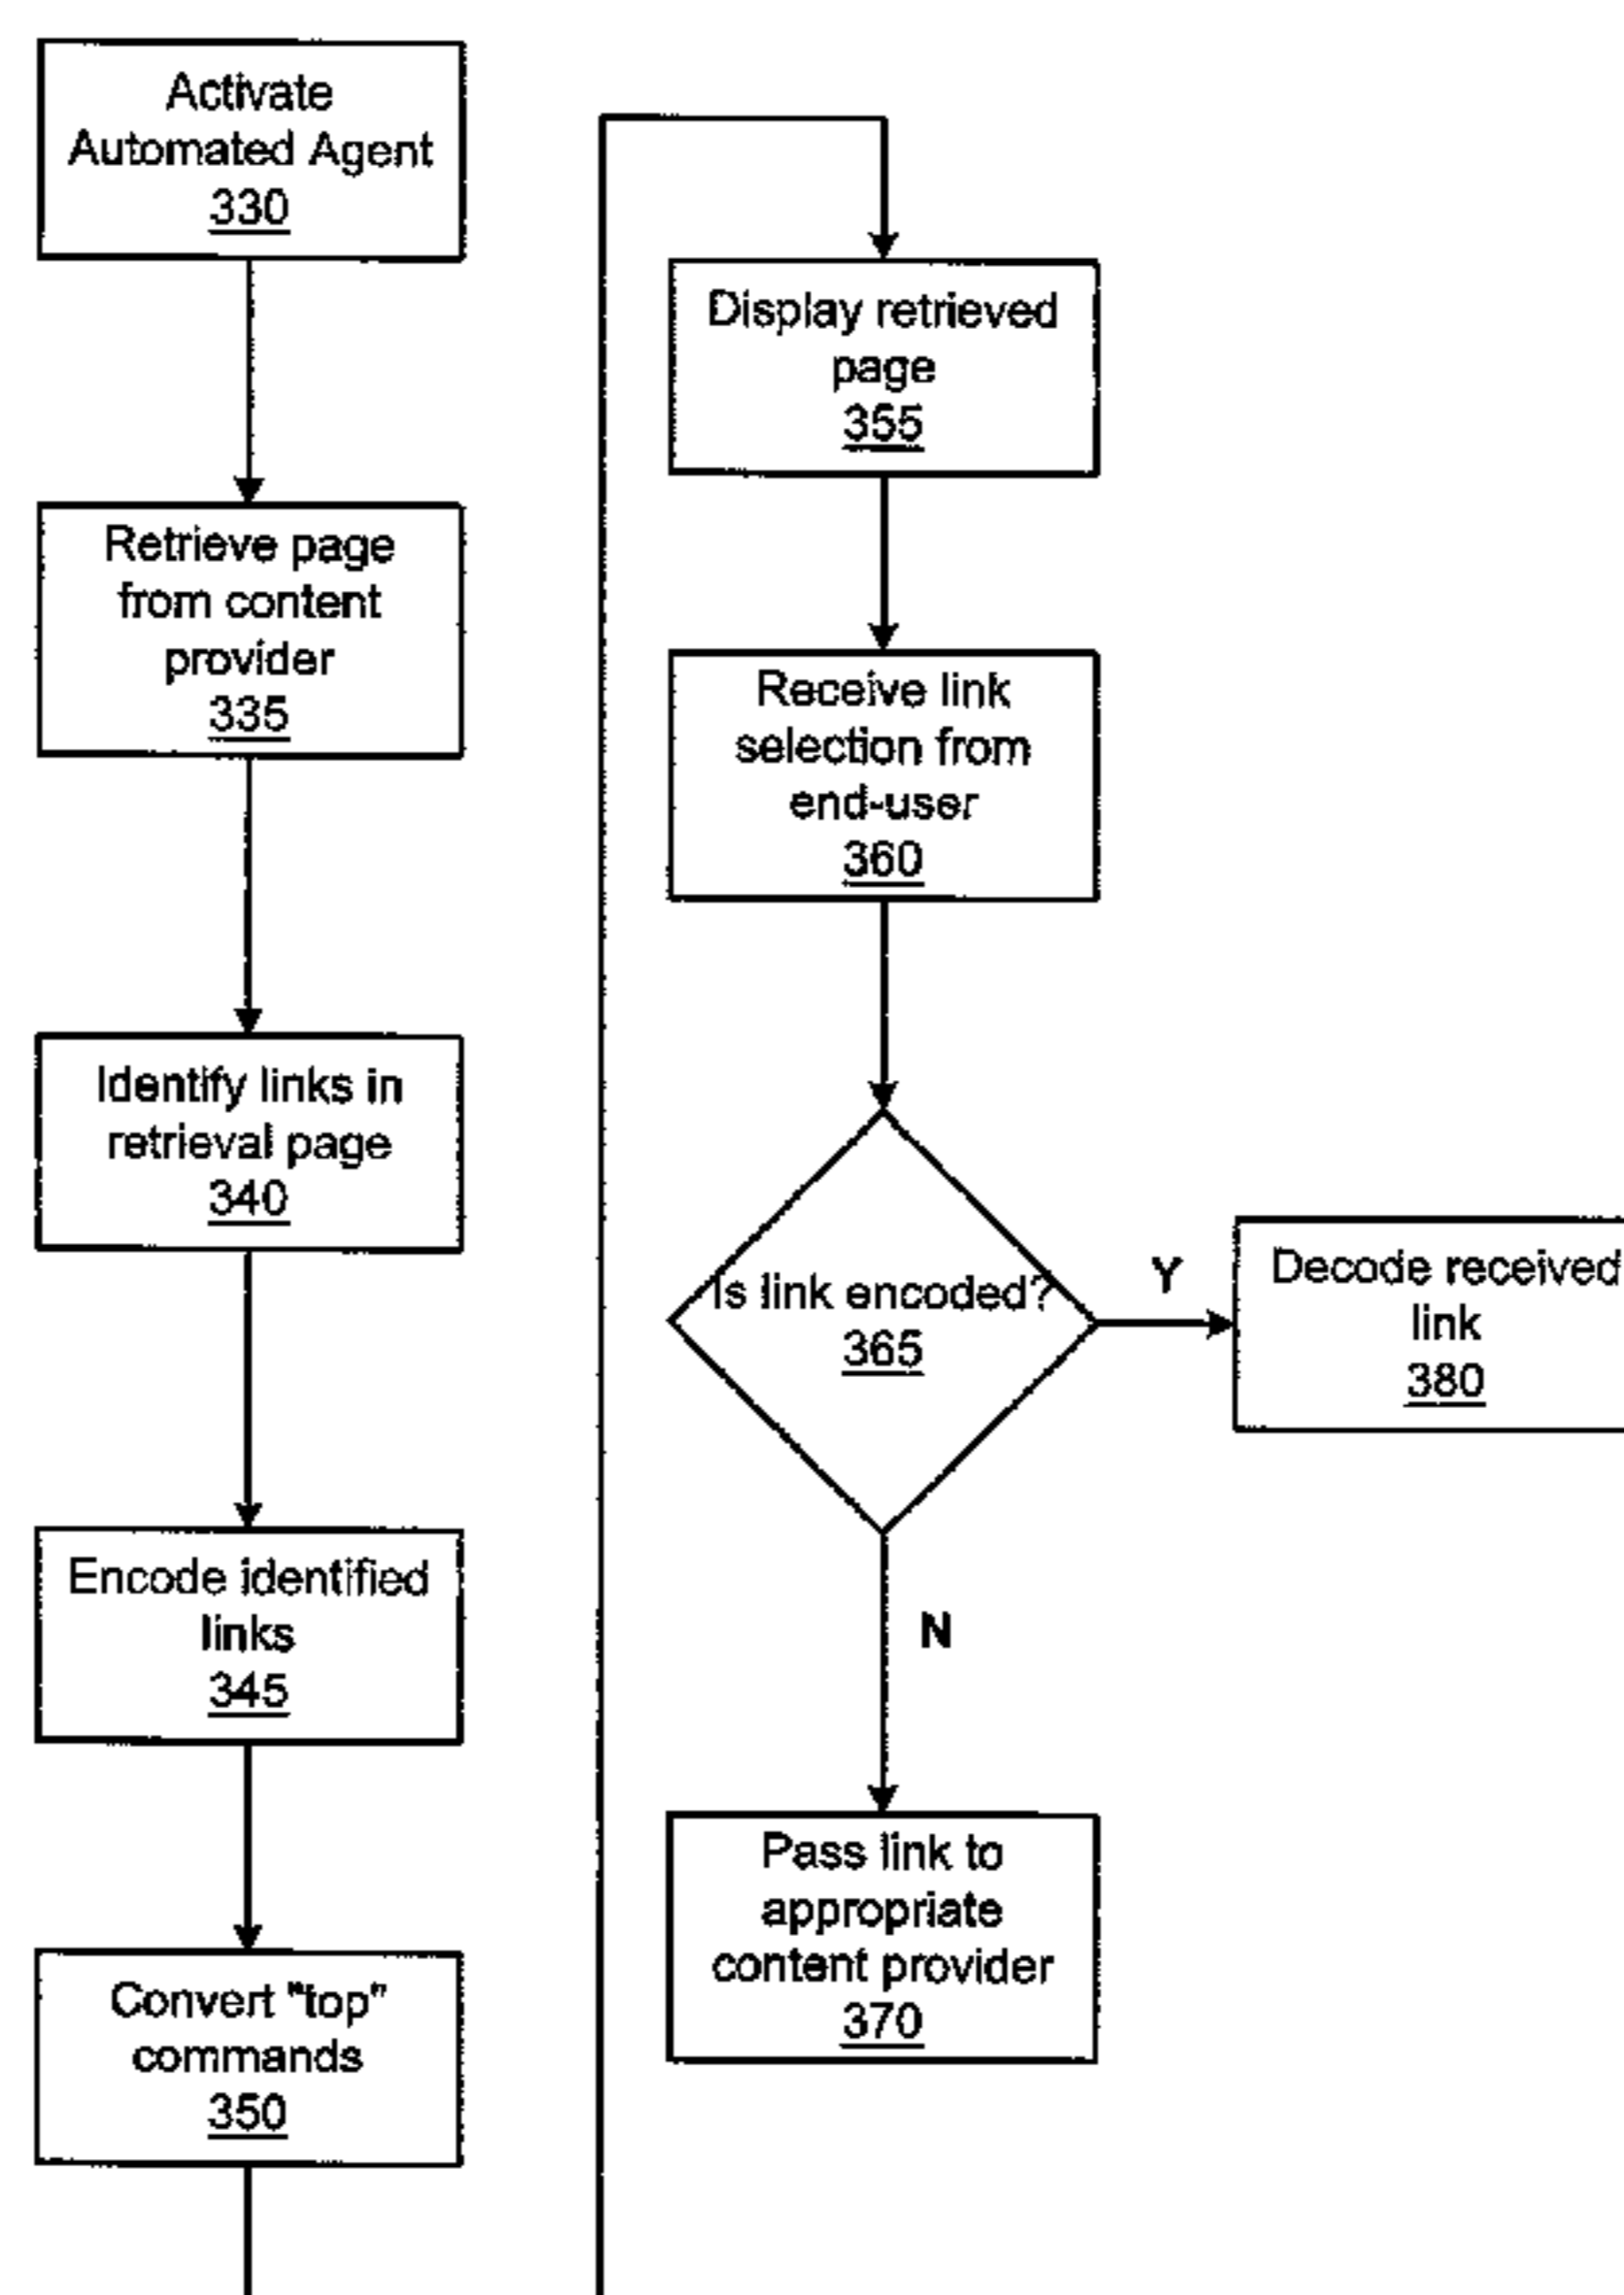 Activate
Automated Agent
330
Retrieve page
from content
provider
335
Identify links in
retrieval page
340
Encode identified
links
345
Convert "top"
commands
350
Display retrieved
page
355
Receive link
selection from
end-user
360
Is link encoded?
365
Y
Decode received
link
380
N
Pass link to
appropriate
content provider
370